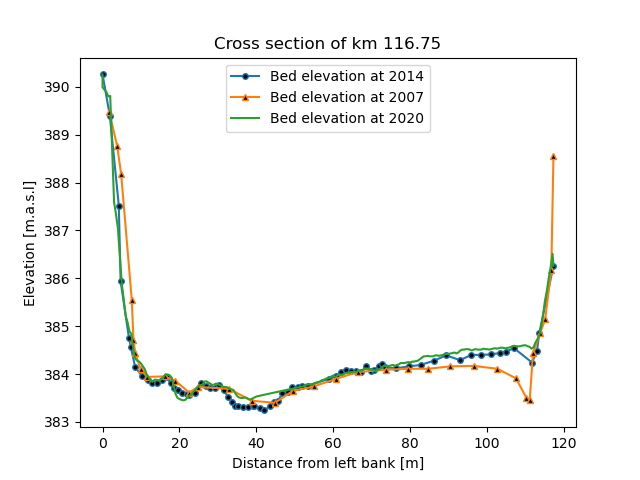 Cross section of km 116.75
Bed elevation at 2014
Bed elevation at 2007
Bed elevation at 2020
Elevation [m.a.s.l]
390
389
388
387
386
385
384
383
0 20 40 60 80 100 120
Distance from left bank [m]